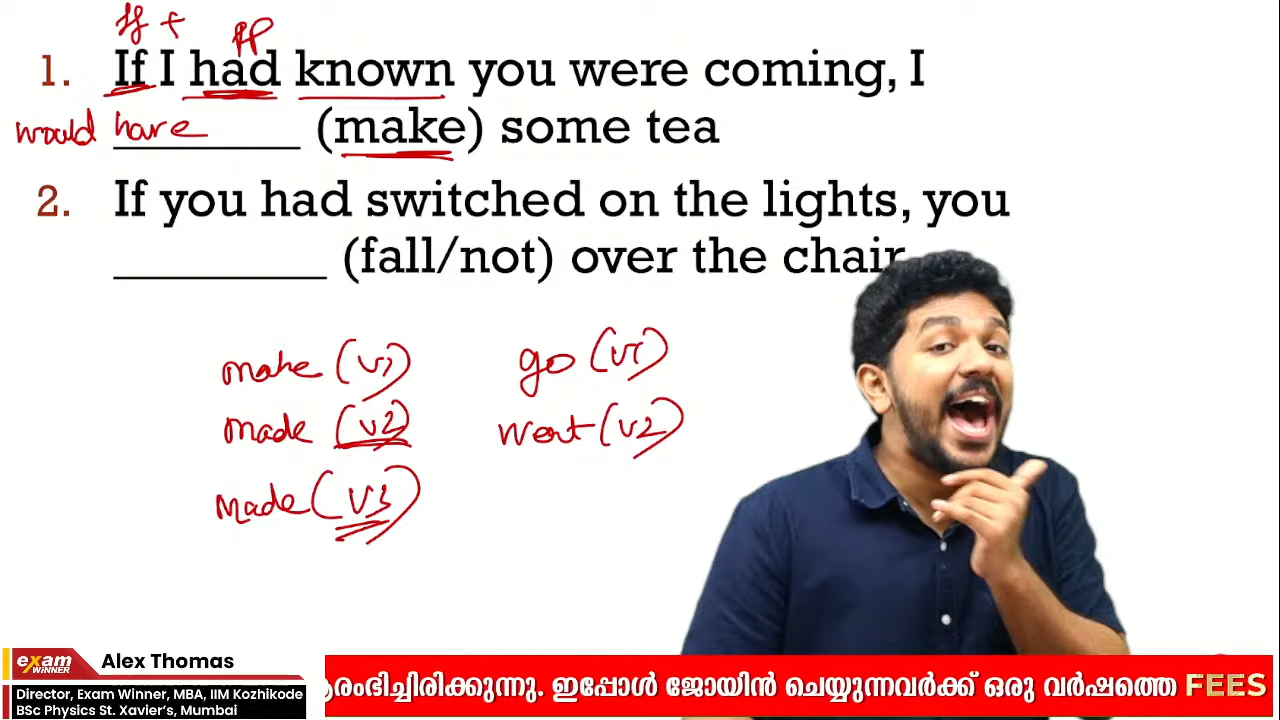 If + pp
1. If I had known you were coming, I
would have ________ (make) some tea
2. If you had switched on the lights, you
_________ (fall/not) over the chair
make (v1) go (v1)
made (v2) went (v2)
made (v3)
exam WINNER Alex Thomas
Director, Exam Winner, MBA, IIM Kozhikode
BSc Physics St. Xavier's, Mumbai
രംഭിച്ചിരിക്കുന്നു. ഇപ്പോൾ ജോയിൻ ചെയ്യുന്നവർക്ക് ഒരു വർഷത്തെ FEES